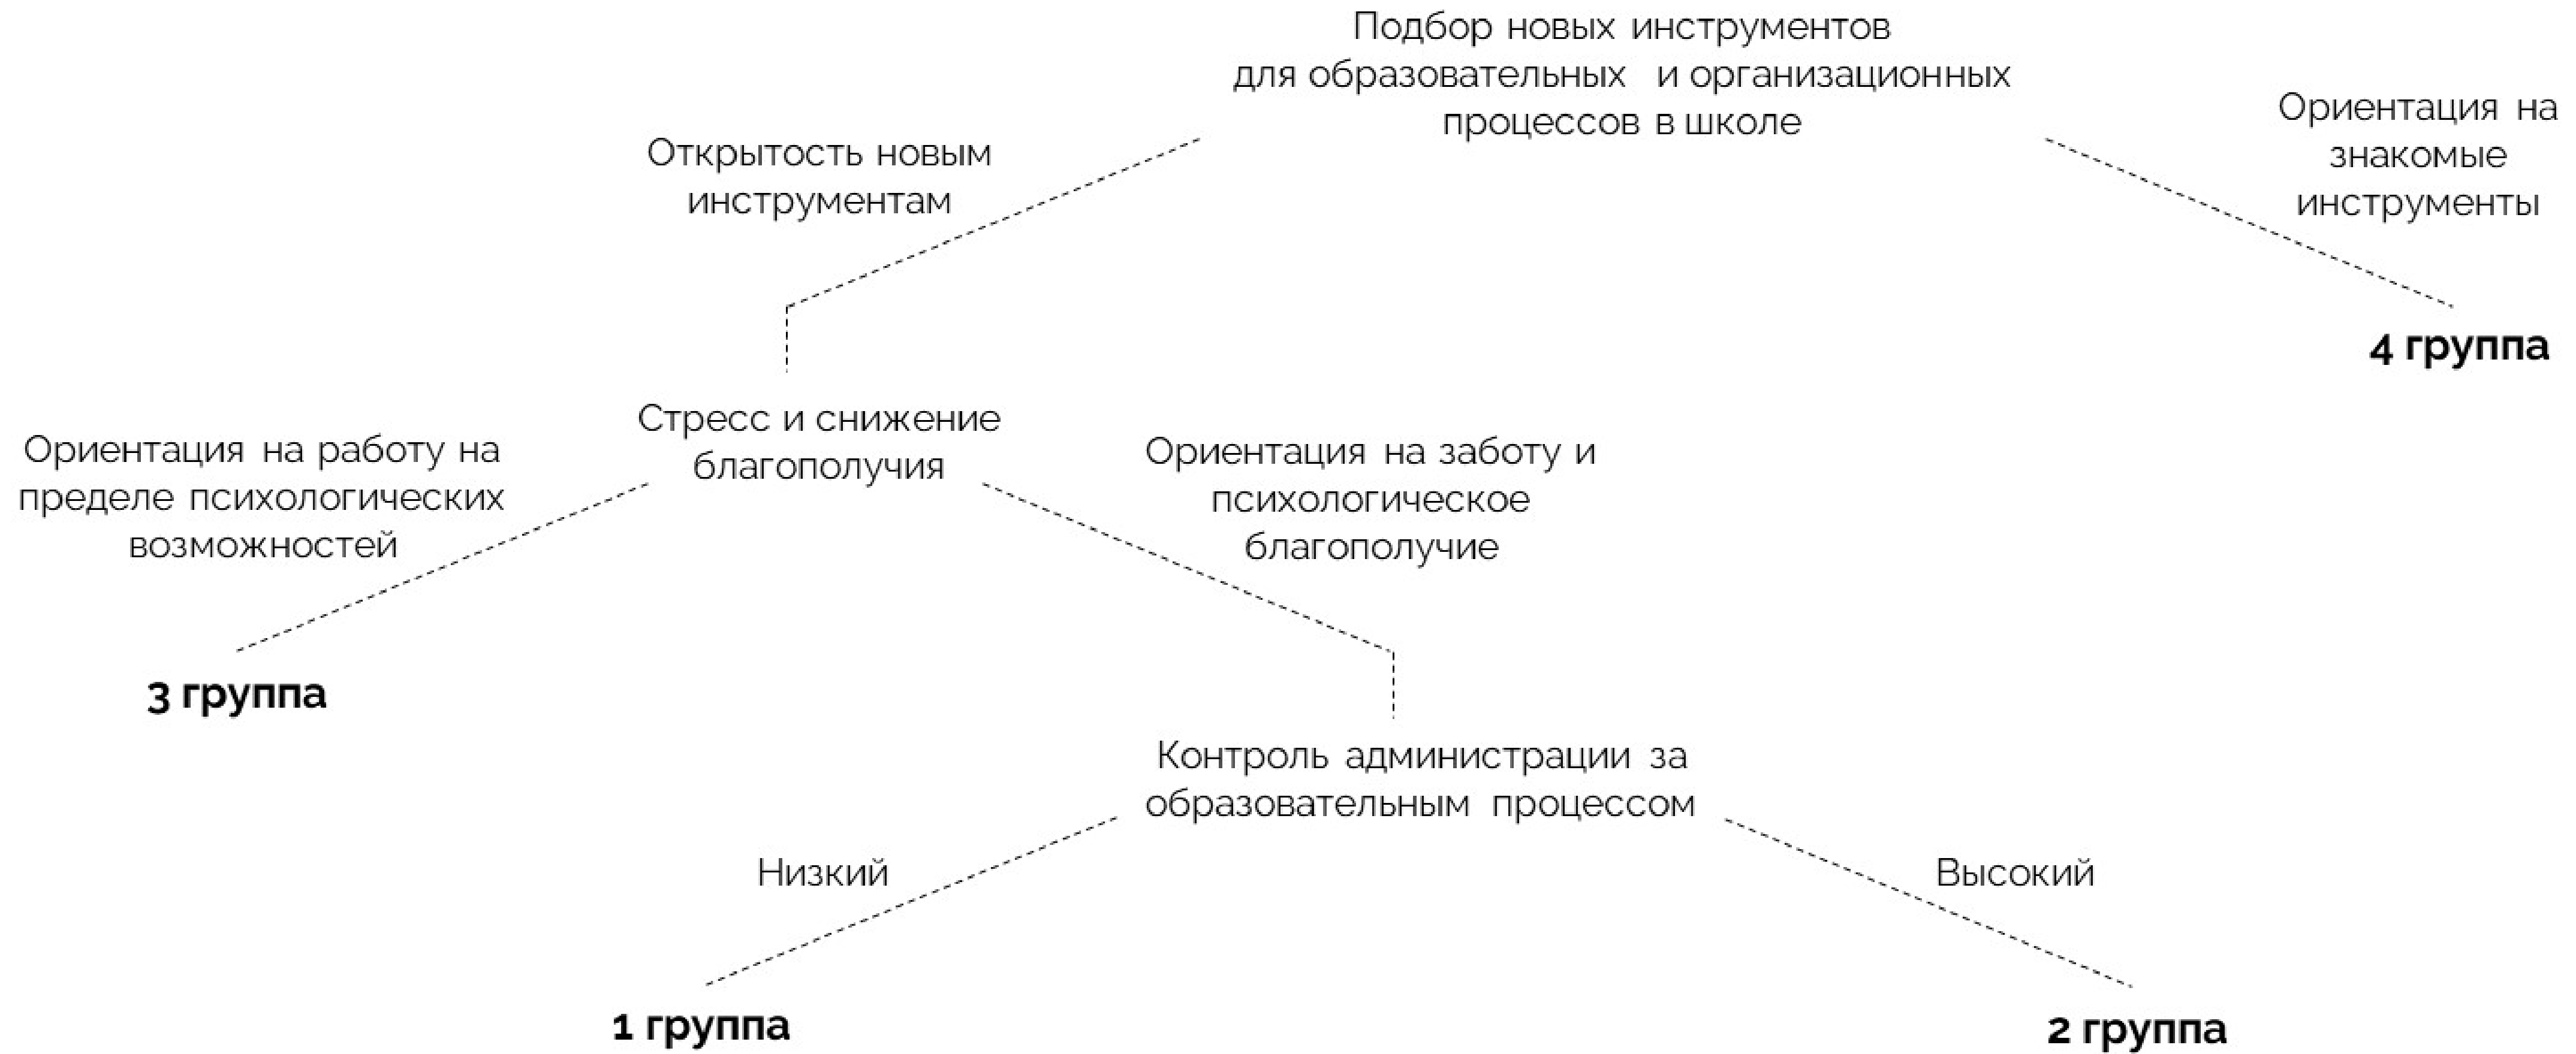 Подбор новых инструментов
для образовательных и организационных
процессов в школе
Открытость новым
инструментам
Ориентация на
знакомые
инструменты
4 группа
Стресс и снижение
благополучия
Ориентация на работу на
пределе психологических
возможностей
Ориентация на заботу и
психологическое
благополучие
3 группа
Контроль администрации за
образовательным процессом
Низкий
Высокий
1 группа
2 группа